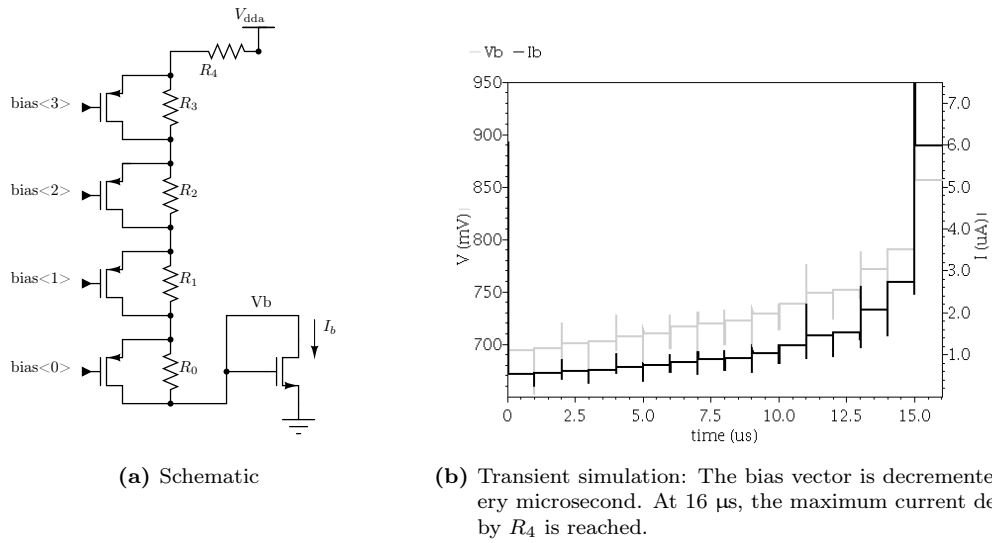 V_dda
R_4
bias<3>
R_3
bias<2>
R_2
bias<1>
R_1
Vb
I_b
bias<0>
R_0
(a) Schematic
Vb Ib
950
900
850
800
750
700
V (mV)
7.0
6.0
5.0
4.0
3.0
2.0
1.0
I (uA)
0 2.5 5.0 7.5 10.0 12.5 15.0
time (us)
(b) Transient simulation: The bias vector is decremente
ery microsecond. At 16 μs, the maximum current de
by R_4 is reached.